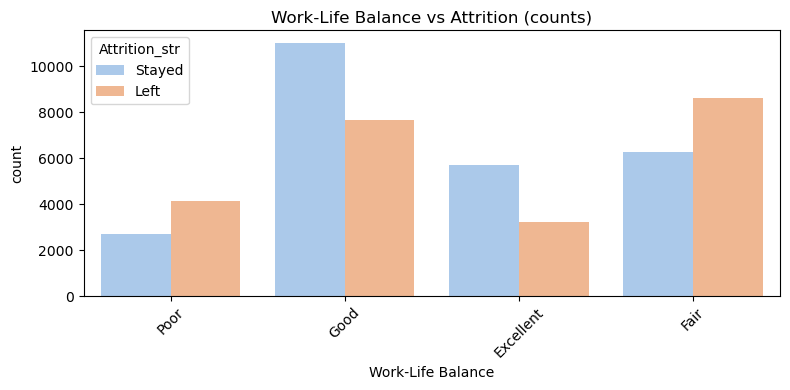 Work-Life Balance vs Attrition (counts)
Attrition_str
Stayed
Left
10000
8000
6000
4000
2000
0
count
Poor
Good
Excellent
Fair
Work-Life Balance